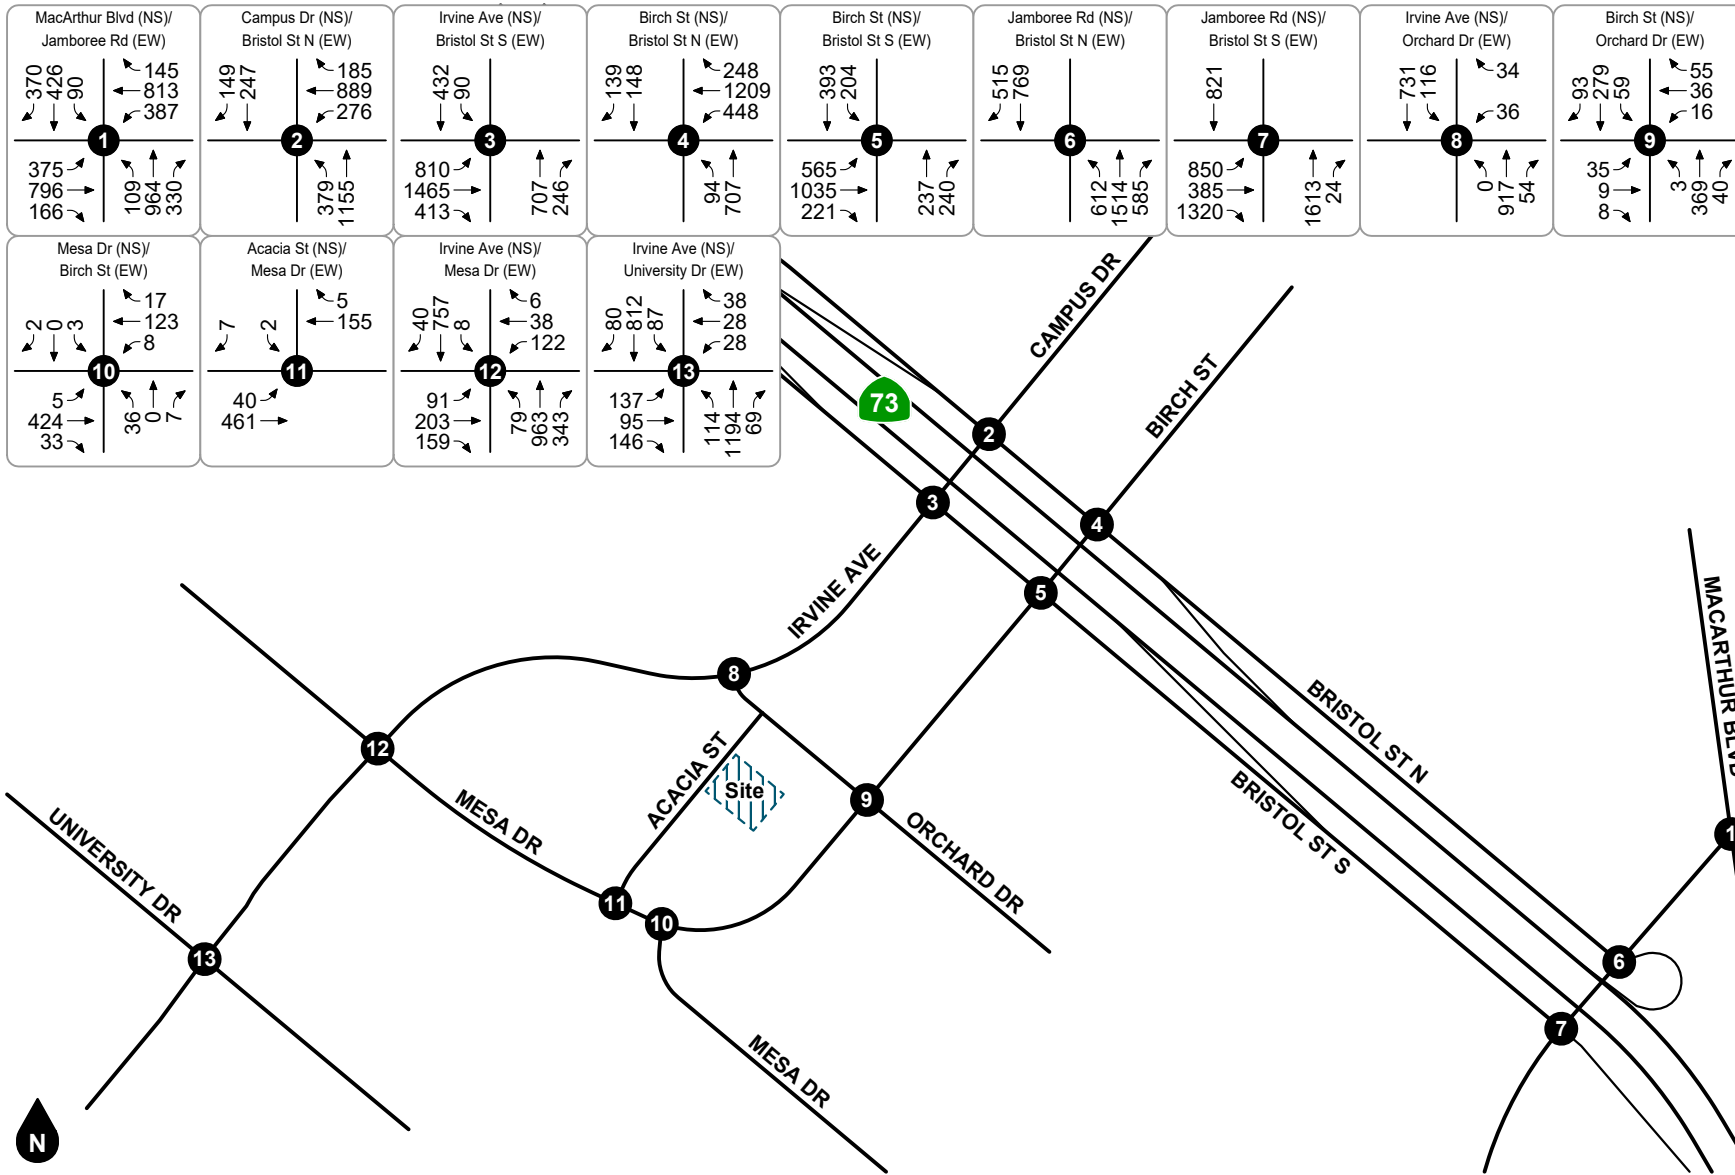 MacArthur Blvd (NS)/
Jamboree Rd (EW)
370 426 90
145
813
387
1
375
796
166
109 964 330
Campus Dr (NS)/
Bristol St N (EW)
149 247
185
889
276
2
379 1155
Irvine Ave (NS)/
Bristol St S (EW)
432 90
3
810
1465
413
707 246
Birch St (NS)/
Bristol St N (EW)
139 148
248
1209
448
4
94 707
Birch St (NS)/
Bristol St S (EW)
393 204
5
565
1035
221
237 240
Jamboree Rd (NS)/
Bristol St N (EW)
515 769
6
612 1514 585
Jamboree Rd (NS)/
Bristol St S (EW)
821
7
850
385
1320
1613 24
Irvine Ave (NS)/
Orchard Dr (EW)
731 116
34
36
8
0 917 54
Birch St (NS)/
Orchard Dr (EW)
93 279 59
55
36
16
9
35
9
8
3 369 40
Mesa Dr (NS)/
Birch St (EW)
2 0 3
17
123
8
10
5
424
33
36 0 7
Acacia St (NS)/
Mesa Dr (EW)
7 2
5
155
11
40
461
Irvine Ave (NS)/
Mesa Dr (EW)
40 757 8
6
38
122
12
91
203
159
79 963 343
Irvine Ave (NS)/
University Dr (EW)
80 812 87
38
28
28
13
137
95
146
114 1194 69
CAMPUS DR
BIRCH ST
73
2
3
4
5
IRVINE AVE
MACARTHUR BLVD
8
12
BRISTOL ST N
BRISTOL ST S
ACACIA ST
Site
9
MESA DR
UNIVERSITY DR
ORCHARD DR
1
11
10
13
6
7
MESA DR
N